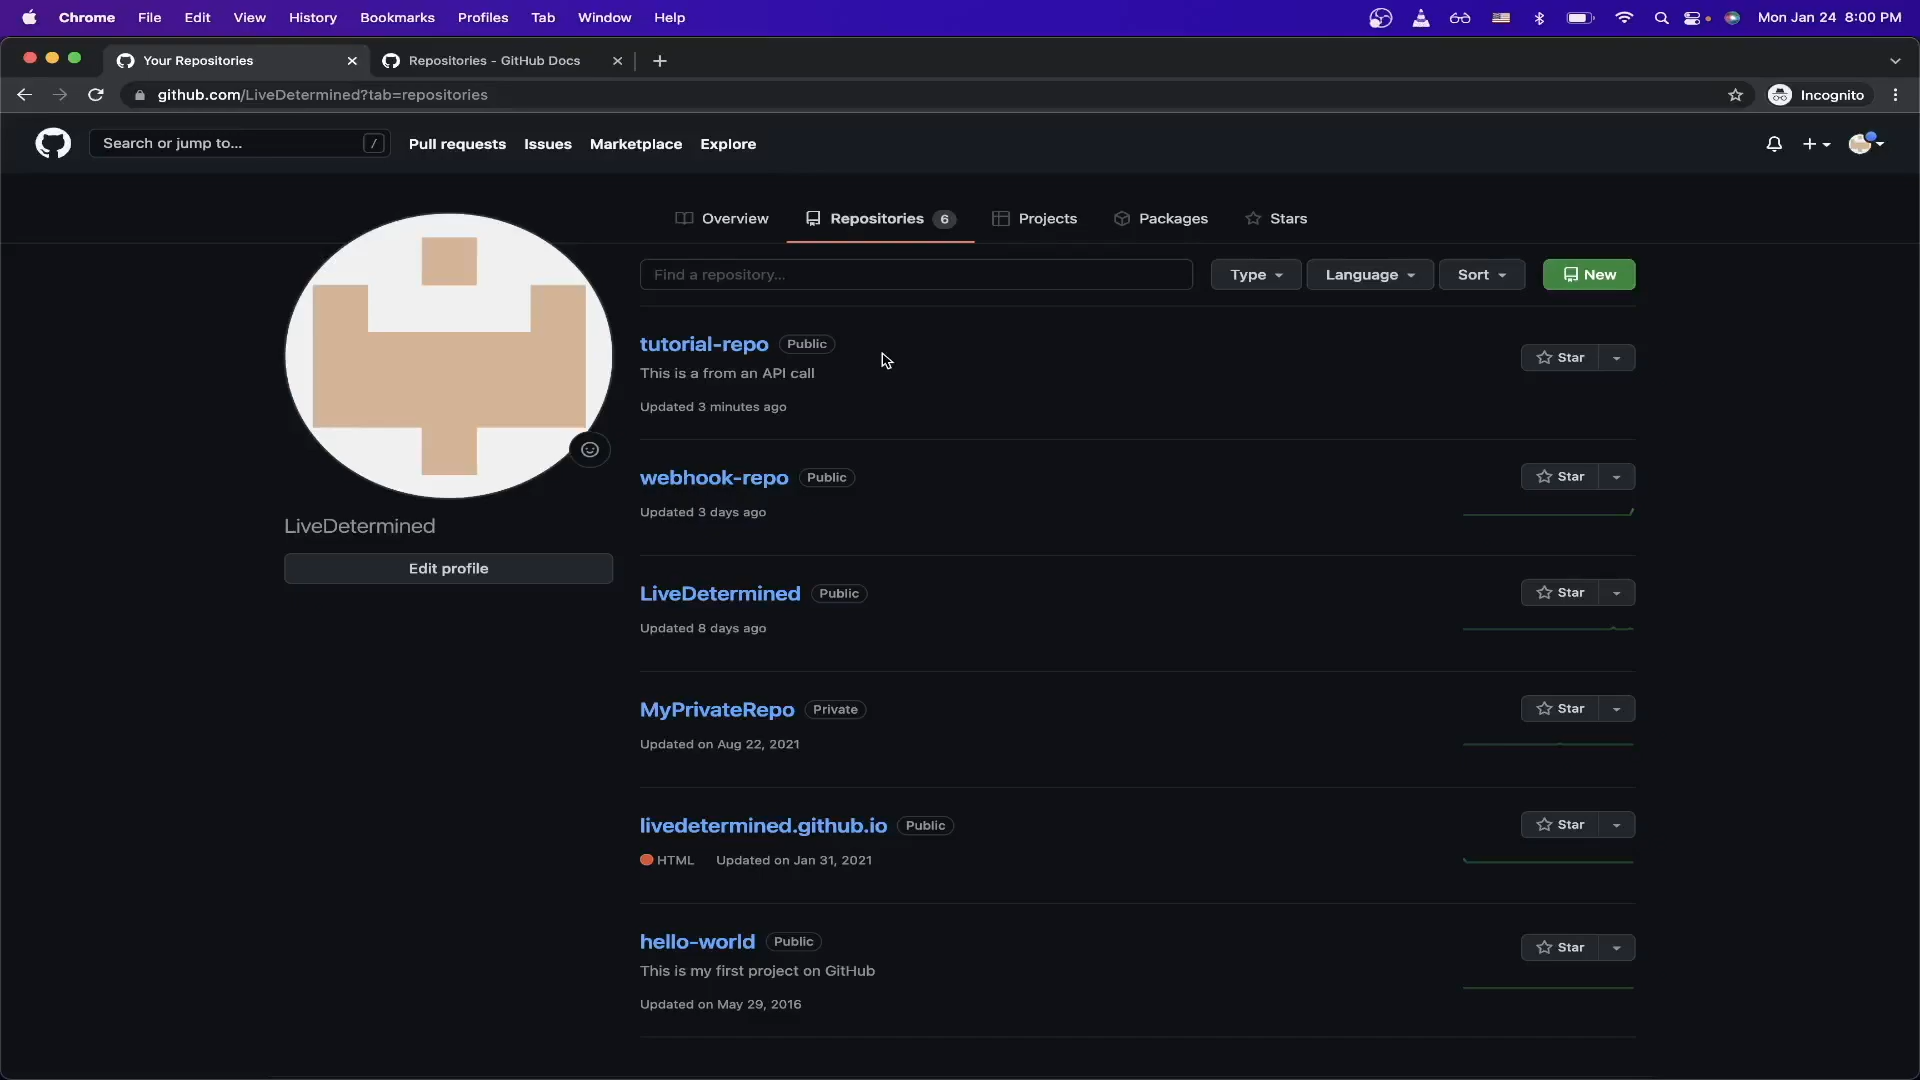 Chrome File Edit View History Bookmarks Profiles Tab Window Help Mon Jan 24 8:00 PM
Your Repositories Repositories - GitHub Docs
github.com/LiveDetermined?tab=repositories Incognito
Search or jump to... / Pull requests Issues Marketplace Explore
Overview Repositories 6 Projects Packages Stars
Find a repository... Type Language Sort New
tutorial-repo Public Star
This is a from an API call
Updated 3 minutes ago
webhook-repo Public Star
Updated 3 days ago
LiveDetermined
Edit profile
LiveDetermined Public Star
Updated 8 days ago
MyPrivateRepo Private Star
Updated on Aug 22, 2021
livedetermined.github.io Public Star
HTML Updated on Jan 31, 2021
hello-world Public Star
This is my first project on GitHub
Updated on May 29, 2016